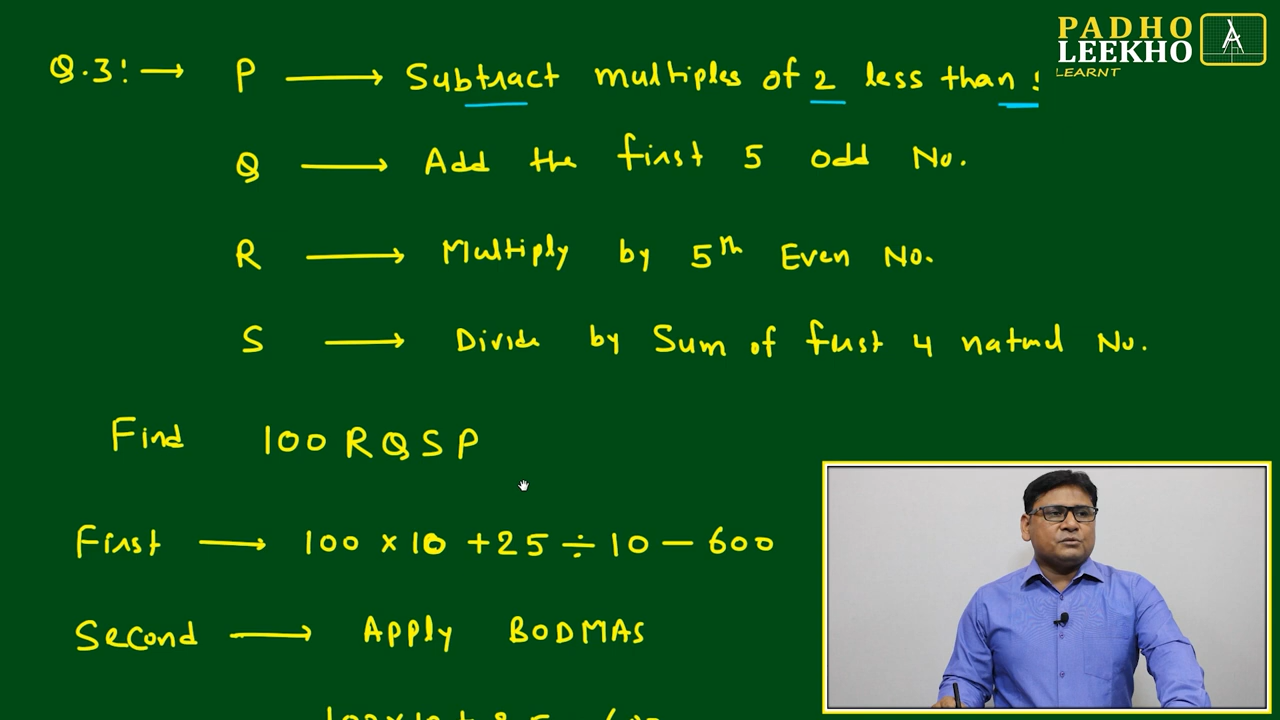 PADHO
LEEKHO
LEARNT
Q.3! → P → Subtract multiples of 2 less than
Q → Add the first 5 odd No.
R → Multiply by 5th Even No.
S → Divide by Sum of first 4 natural No.
Find 100 R Q S P
First → 100 × 10 + 25 ÷ 10 − 600
Second → Apply BODMAS